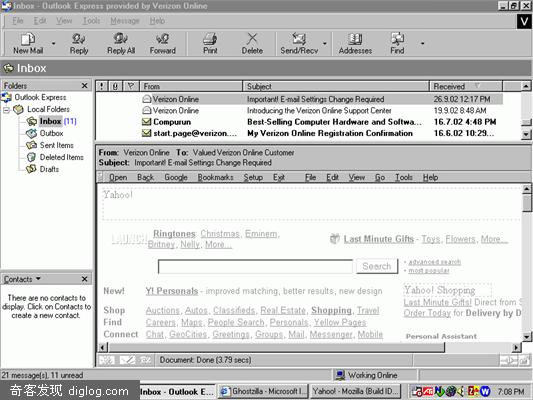 Inbox - Outlook Express provided by Verizon Online
File Edit View Tools Message Help
New Mail Reply Reply All Forward Print Delete Send/Recv Addresses Find
Inbox
Folders
Outlook Express
Local Folders
Inbox (11)
Outbox
Sent Items
Deleted Items
Drafts
From Subject Received
Verizon Online Important! E-mail Settings Change Required 26.9.02 12:17 PM
Verizon Online Introducing the Verizon Online Support Center 19.9.02 8:48 AM
Compurun Best-Selling Computer Hardware and Softwa... 16.7.02 4:48 PM
start.page@verizon.... My Verizon Online Registration Confirmation 16.6.02 10:29...
From: Verizon Online To: Valued Verizon Online Customer
Subject: Important! E-mail Settings Change Required
Open Back Google Bookmarks Setup Exit File Edit View Go Tools Help
Yahoo!
LAUNCH
Ringtones: Christmas, Eminem,
Britney, Nelly, More...
Last Minute Gifts - Toys, Flowers, More...
Search
• advanced search
• most popular
New! Y! Personals - improved matching, better results, new design
Yahoo! Shopping
Last Minute Gifts! Direct from
Order Today for Delivery by D
Shop Auctions, Autos, Classifieds, Real Estate, Shopping, Travel
Find Careers, Maps, People Search, Personals, Yellow Pages
Connect Chat, GeoCities, Greetings, Groups, Mail, Messenger, Mobile
Personal Assistant
Contacts
There are no contacts to
display. Click on Contacts to
create a new contact.
Document: Done (3.79 secs)
21 message(s), 11 unread
Working Online
奇客发现 diglog.com
Inbox - Outlook E...
Ghostzilla - Microsoft I...
Yahoo! - Mozilla {Build ID...
7:08 PM